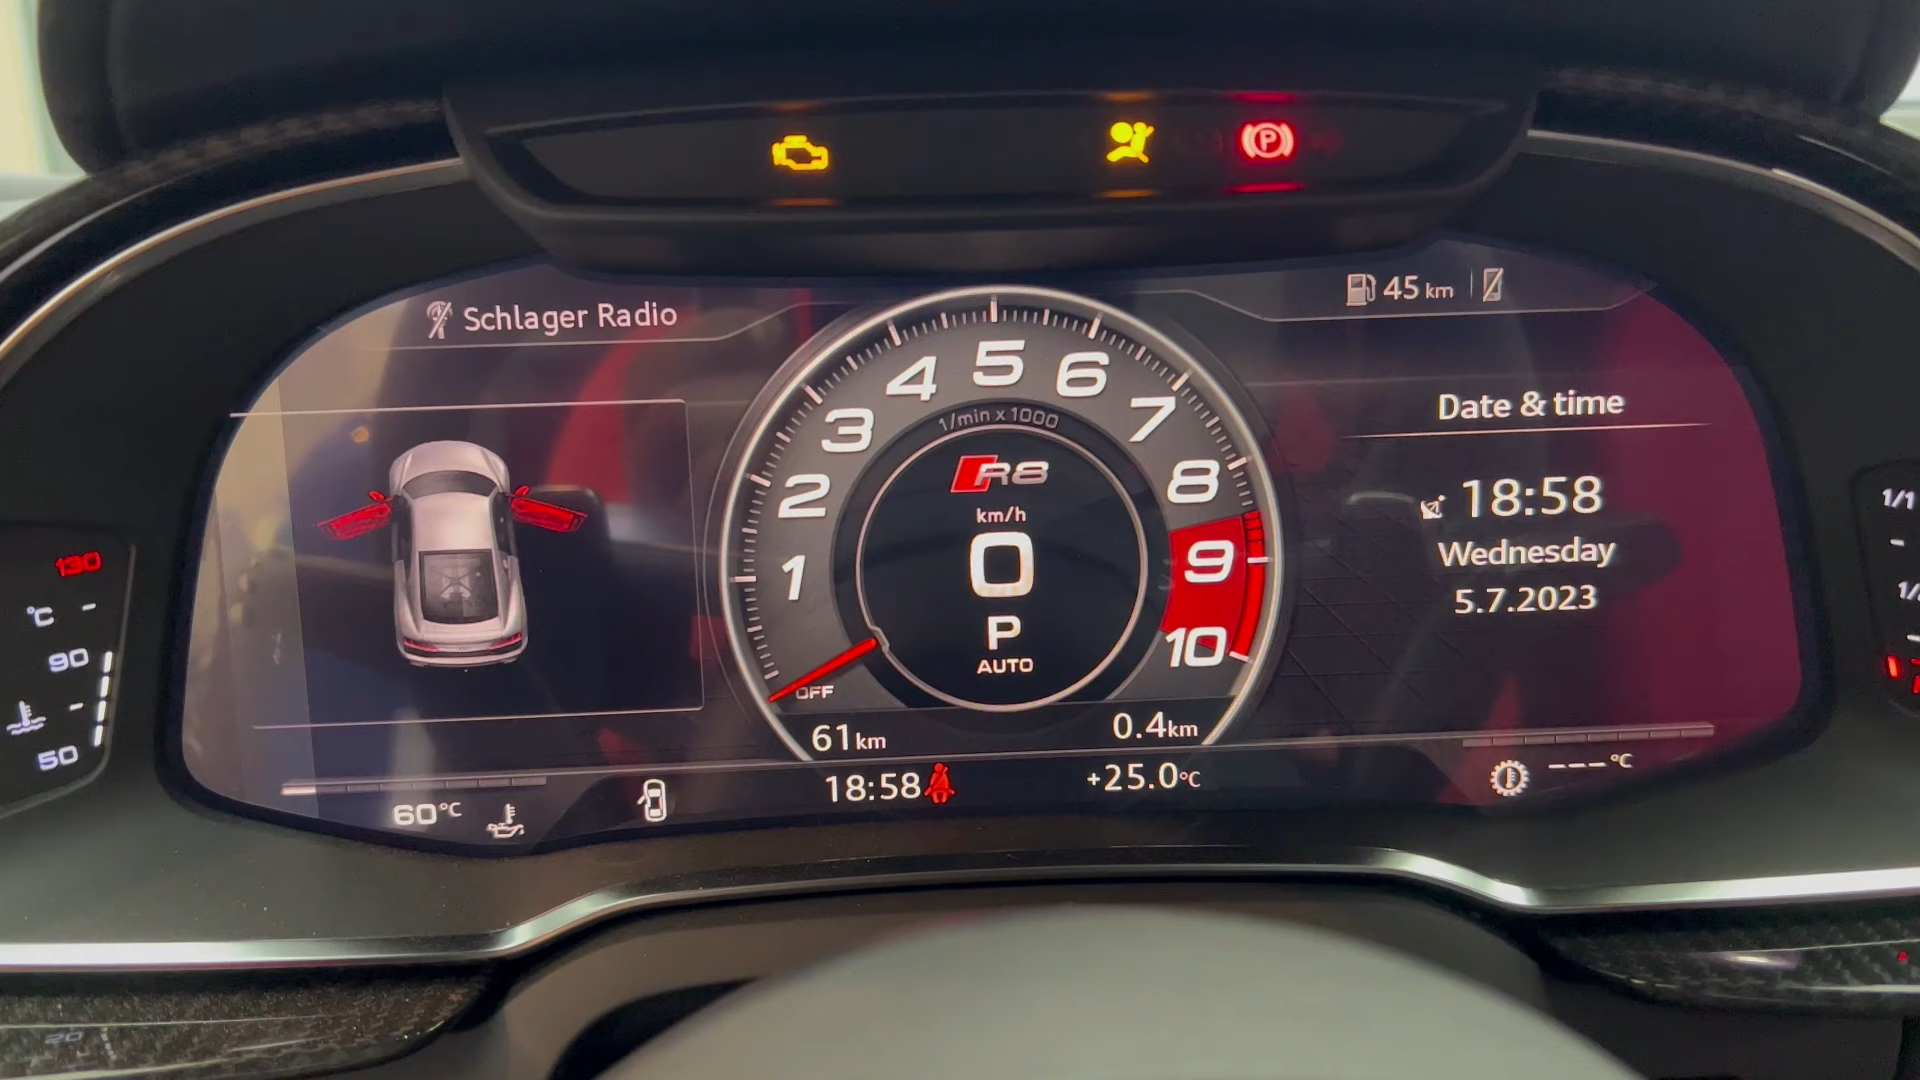 Schlager Radio
45 km
Date & time
18:58
Wednesday
5.7.2023
1/min x 1000
1
2
3
4
5
6
7
8
9
10
OFF
R8
km/h
0
P
AUTO
61 km
0.4 km
18:58
+25.0 °C
60 °C
--- °C
130
°C
90
50
1/1
P
20